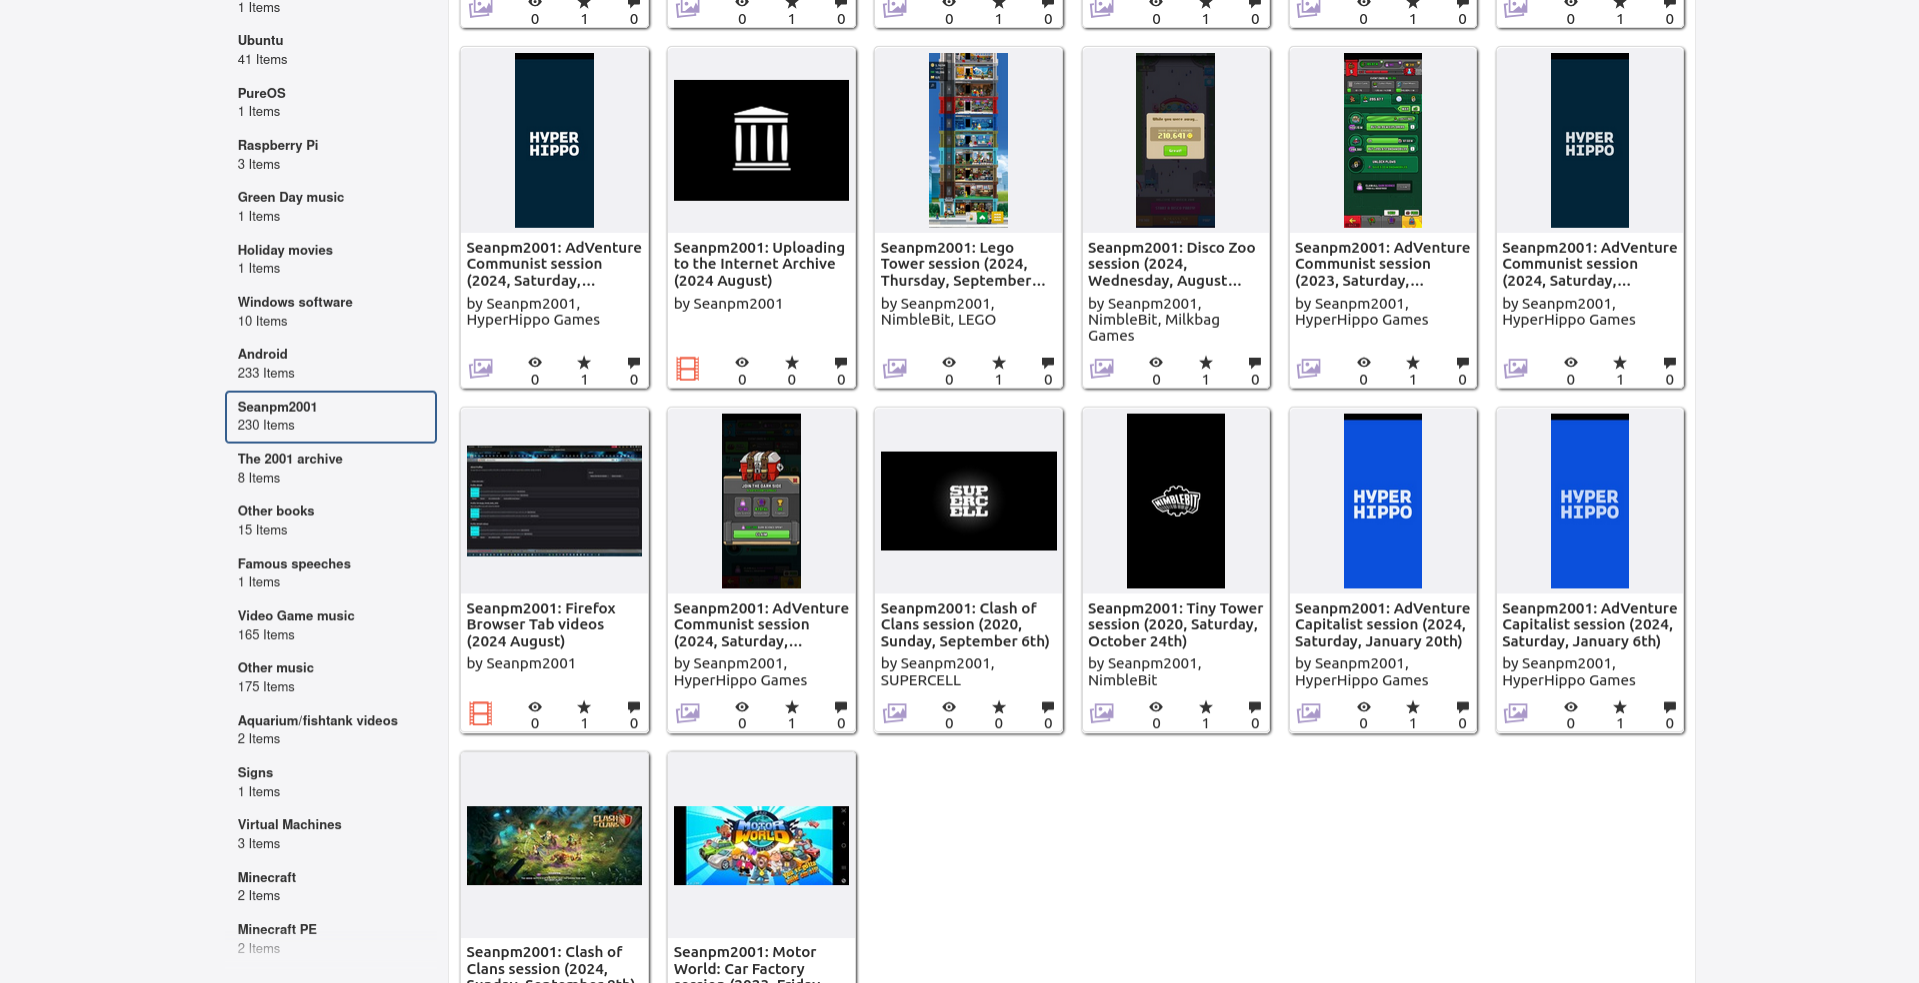 1 Items
Ubuntu
41 Items
PureOS
1 Items
Raspberry Pi
3 Items
Green Day music
1 Items
Holiday movies
1 Items
Windows software
10 Items
Android
233 Items
Seanpm2001
230 Items
The 2001 archive
8 Items
Other books
15 Items
Famous speeches
1 Items
Video Game music
165 Items
Other music
175 Items
Aquarium/fishtank videos
2 Items
Signs
1 Items
Virtual Machines
3 Items
Minecraft
2 Items
Minecraft PE
2 Items
0 1 0
0 1 0
0 1 0
0 1 0
0 1 0
0 1 0
HYPER
HIPPO
Seanpm2001: AdVenture
Communist session
(2024, Saturday,...
by Seanpm2001,
HyperHippo Games
0 1 0
Seanpm2001: Uploading
to the Internet Archive
(2024 August)
by Seanpm2001
0 0 0
Seanpm2001: Lego
Tower session (2024,
Thursday, September...
by Seanpm2001,
NimbleBit, LEGO
0 1 0
While you were away...
210,641
Seanpm2001: Disco Zoo
session (2024,
Wednesday, August...
by Seanpm2001,
NimbleBit, Milkbag
Games
0 1 0
Seanpm2001: AdVenture
Communist session
(2023, Saturday,...
by Seanpm2001,
HyperHippo Games
0 1 0
HYPER
HIPPO
Seanpm2001: AdVenture
Communist session
(2024, Saturday,...
by Seanpm2001,
HyperHippo Games
0 1 0
Seanpm2001: Firefox
Browser Tab videos
(2024 August)
by Seanpm2001
0 1 0
Seanpm2001: AdVenture
Communist session
(2024, Saturday,...
by Seanpm2001,
HyperHippo Games
0 1 0
SUP
ERC
ELL
Seanpm2001: Clash of
Clans session (2020,
Sunday, September 6th)
by Seanpm2001,
SUPERCELL
0 0 0
NIMBLEBIT
Seanpm2001: Tiny Tower
session (2020, Saturday,
October 24th)
by Seanpm2001,
NimbleBit
0 1 0
HYPER
HIPPO
Seanpm2001: AdVenture
Capitalist session (2024,
Saturday, January 20th)
by Seanpm2001,
HyperHippo Games
0 1 0
HYPER
HIPPO
Seanpm2001: AdVenture
Capitalist session (2024,
Saturday, January 6th)
by Seanpm2001,
HyperHippo Games
0 1 0
CLASH
OF CLANS
Seanpm2001: Clash of
Clans session (2024,
Sunday, September 8th)
MOTOR
WORLD
Seanpm2001: Motor
World: Car Factory
session (2023, Friday,